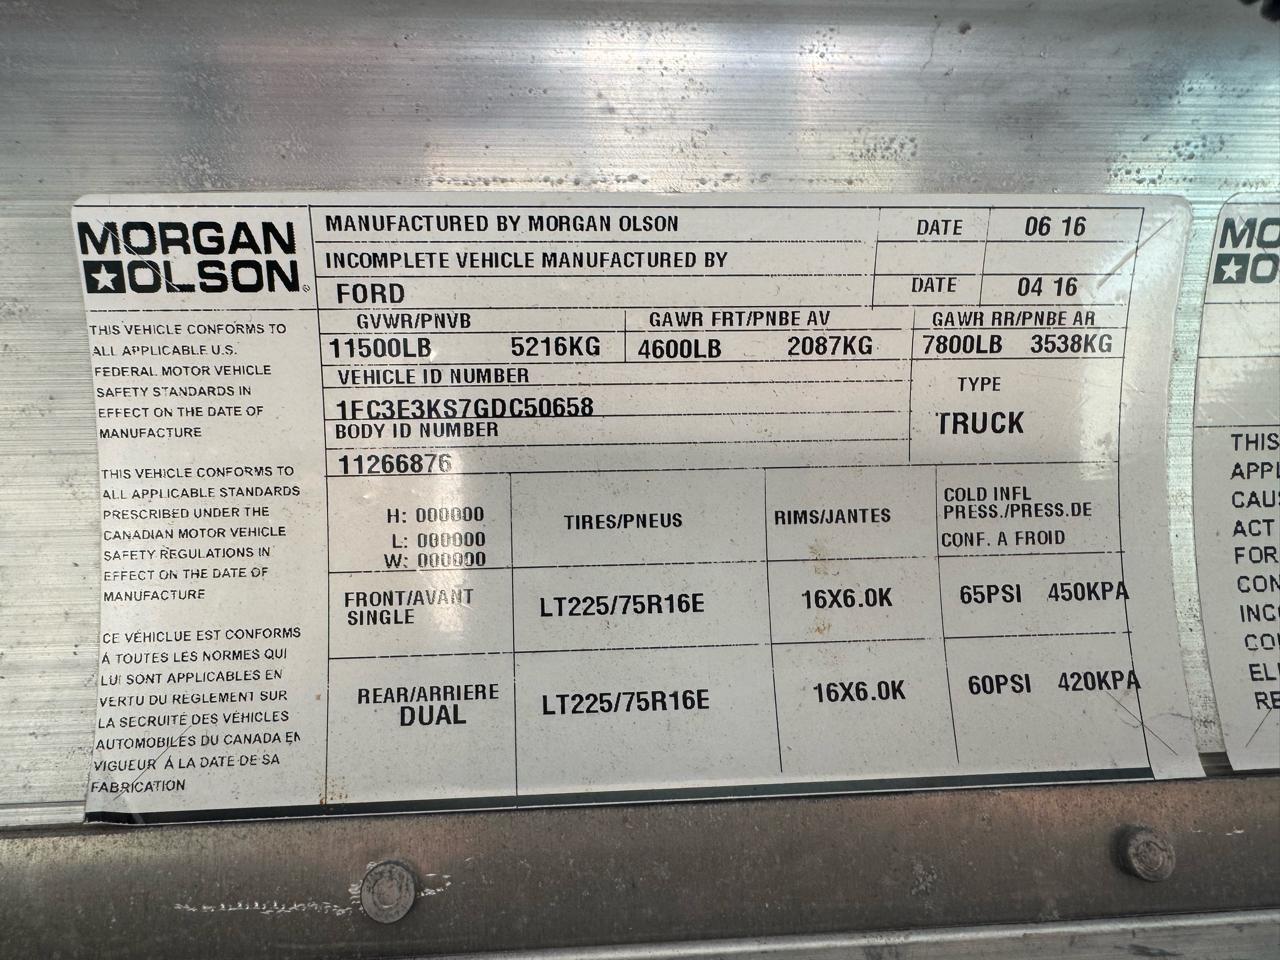 MORGAN OLSON®
MANUFACTURED BY MORGAN OLSON
DATE 06 16
INCOMPLETE VEHICLE MANUFACTURED BY
FORD
DATE 04 16
GVWR/PNVB
11500LB 5216KG
GAWR FRT/PNBE AV
4600LB 2087KG
GAWR RR/PNBE AR
7800LB 3538KG
VEHICLE ID NUMBER
1FC3E3KS7GDC50658
BODY ID NUMBER
11266876
TYPE
TRUCK
H: 000000
L: 000000
W: 000000
TIRES/PNEUS
RIMS/JANTES
COLD INFL
PRESS./PRESS.DE
CONF. A FROID
FRONT/AVANT
SINGLE
LT225/75R16E
16X6.0K
65PSI 450KPA
REAR/ARRIERE
DUAL
LT225/75R16E
16X6.0K
60PSI 420KPA
THIS VEHICLE CONFORMS TO
ALL APPLICABLE U.S.
FEDERAL MOTOR VEHICLE
SAFETY STANDARDS IN
EFFECT ON THE DATE OF
MANUFACTURE
THIS VEHICLE CONFORMS TO
ALL APPLICABLE STANDARDS
PRESCRIBED UNDER THE
CANADIAN MOTOR VEHICLE
SAFETY REGULATIONS IN
EFFECT ON THE DATE OF
MANUFACTURE
CE VÉHICLUE EST CONFORMS
À TOUTES LES NORMES QUI
LUI SONT APPLICABLES EN
VERTU DU RÈGLEMENT SUR
LA SECRUITÉ DES VÉHICLES
AUTOMOBILES DU CANADA EN
VIGUEUR Á LA DATE DE SA
FABRICATION
MO
O
THIS
APPL
CAU
ACT
FOR
CON
INC
CO
EL
RE